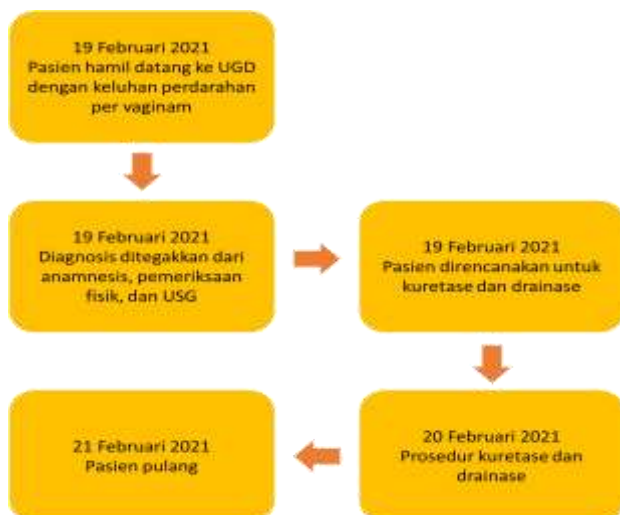 19 Februari 2021
Pasien hamil datang ke UGD
dengan keluhan perdarahan
per vaginam
19 Februari 2021
Diagnosis ditegakkan dari
anamnesis, pemeriksaan
fisik, dan USG
19 Februari 2021
Pasien direncanakan untuk
kuretase dan drainase
20 Februari 2021
Prosedur kuretase dan
drainase
21 Februari 2021
Pasien pulang